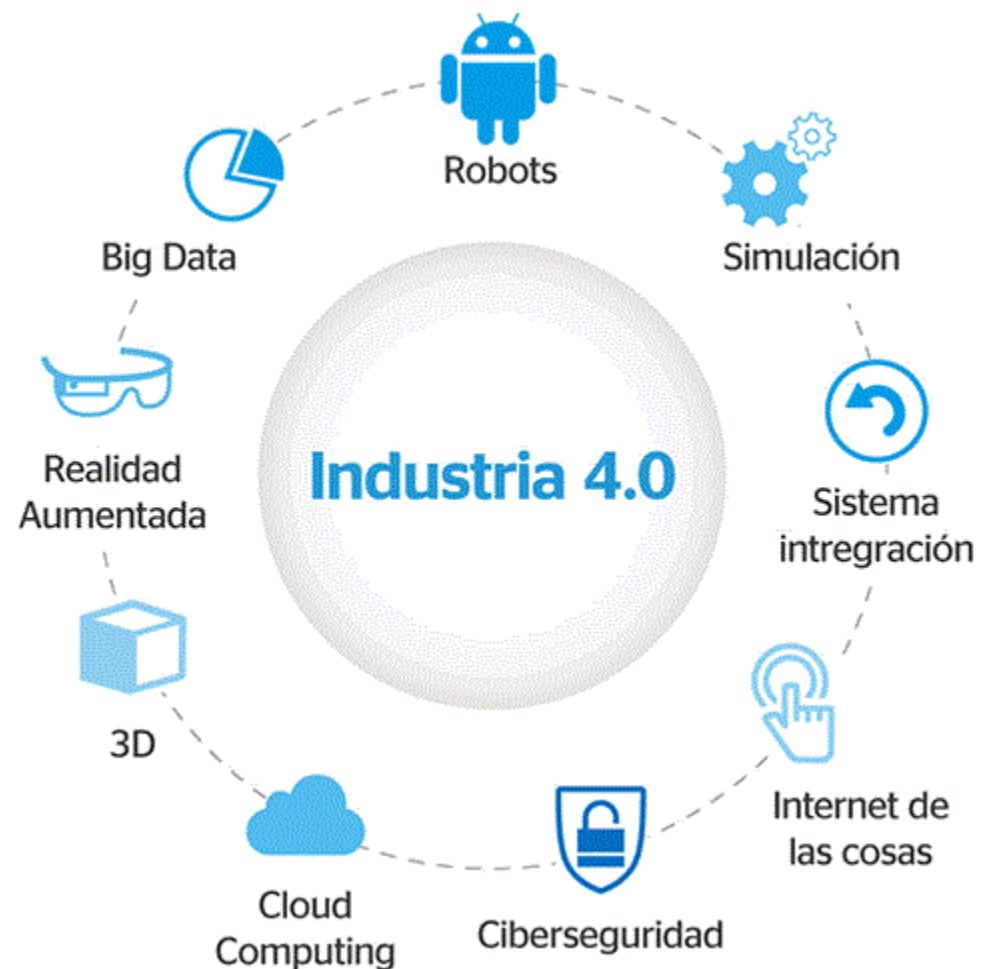 Robots
Simulación
Sistema
intregración
Internet de
las cosas
Ciberseguridad
Cloud
Computing
3D
Realidad
Aumentada
Big Data
Industria 4.0